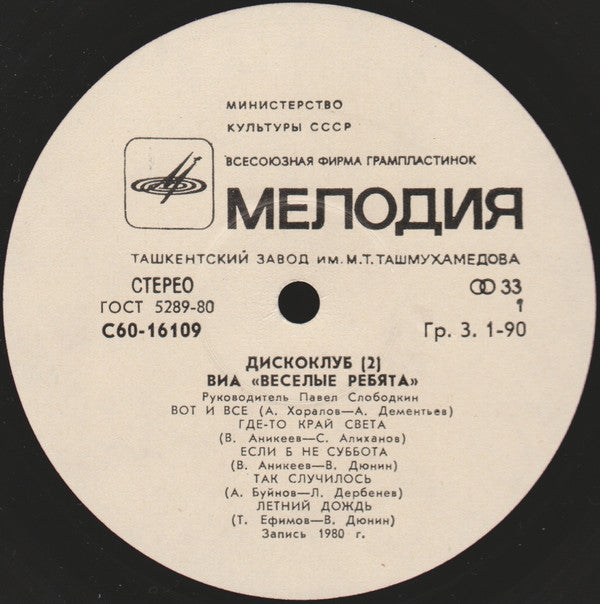 МИНИСТЕРСТВО
КУЛЬТУРЫ СССР
ВСЕСОЮЗНАЯ ФИРМА ГРАМПЛАСТИНОК
МЕЛОДИЯ
ТАШКЕНТСКИЙ ЗАВОД ИМ. М.Т. ТАШМУХАМЕДОВА
СТЕРЕО
33
ГОСТ 5289-80
1
С60-16109
Гр. 3. 1-90
ДИСКОКЛУБ (2)
ВИА «ВЕСЕЛЫЕ РЕБЯТА»
Руководитель Павел Слободкин
ВОТ И ВСЕ (А. Хоралов—А. Дементьев)
ГДЕ-ТО КРАЙ СВЕТА
(В. Аникеев—С. Алиханов)
ЕСЛИ Б НЕ СУББОТА
(В. Аникеев—В. Дюнин)
ТАК СЛУЧИЛОСЬ
(А. Буйнов—Л. Дербенев)
ЛЕТНИЙ ДОЖДЬ
(Т. Ефимов—В. Дюнин)
Запись 1980 г.